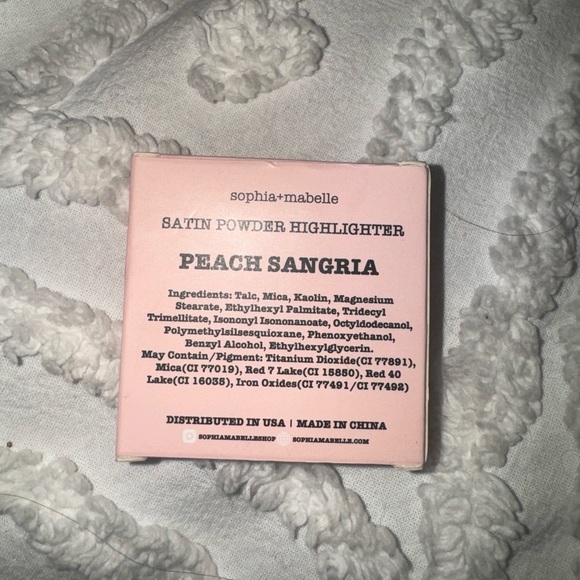 sophia+mabelle
SATIN POWDER HIGHLIGHTER
PEACH SANGRIA
Ingredients: Talc, Mica, Kaolin, Magnesium
Stearate, Ethylhexyl Palmitate, Tridecyl
Trimellitate, Isononyl Isononanoate, Octyldodecanol,
Polymethylsilsesquioxane, Phenoxyethanol,
Benzyl Alcohol, Ethylhexylglycerin.
May Contain/Pigment: Titanium Dioxide(CI 77891),
Mica(CI 77019), Red 7 Lake(CI 15850), Red 40
Lake(CI 16035), Iron Oxides(CI 77491/CI 77492)
DISTRIBUTED IN USA | MADE IN CHINA
SOPHIAMABELLESHOP SOPHIAMABELLE.COM